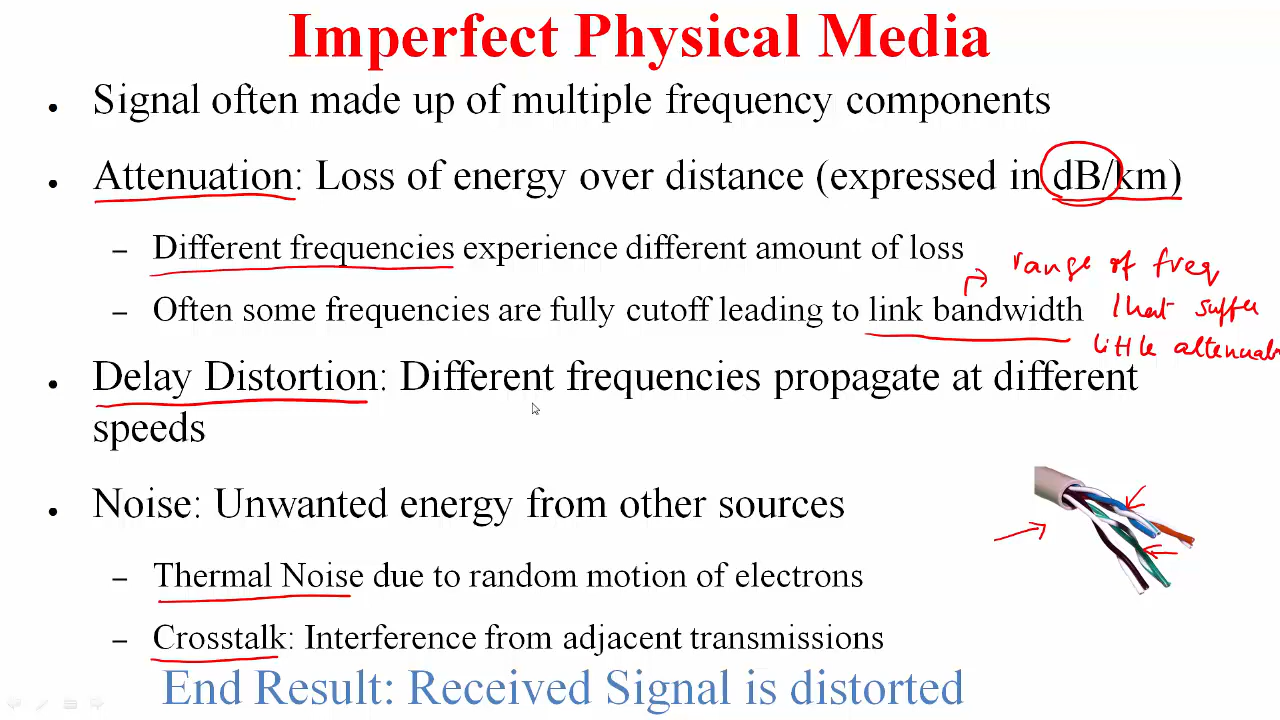 Imperfect Physical Media
• Signal often made up of multiple frequency components
• Attenuation: Loss of energy over distance (expressed in dB/km)
– Different frequencies experience different amount of loss
range of freq
– Often some frequencies are fully cutoff leading to link bandwidth
that suffer
little attenuatn
• Delay Distortion: Different frequencies propagate at different
speeds
• Noise: Unwanted energy from other sources
– Thermal Noise due to random motion of electrons
– Crosstalk: Interference from adjacent transmissions
End Result: Received Signal is distorted